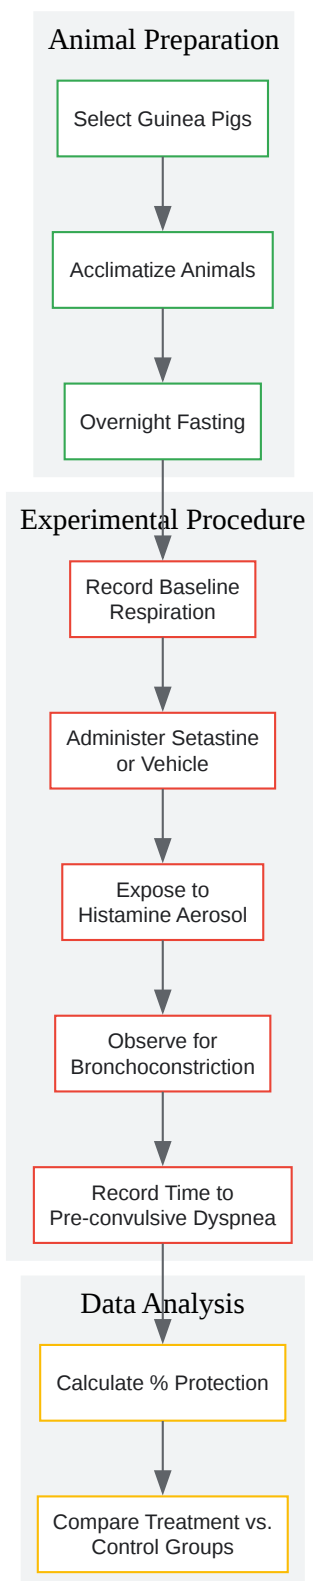 Animal Preparation
Select Guinea Pigs
Acclimatize Animals
Overnight Fasting
Experimental Procedure
Record Baseline
Respiration
Administer Setastine
or Vehicle
Expose to
Histamine Aerosol
Observe for
Bronchoconstriction
Record Time to
Pre-convulsive Dyspnea
Data Analysis
Calculate % Protection
Compare Treatment vs.
Control Groups